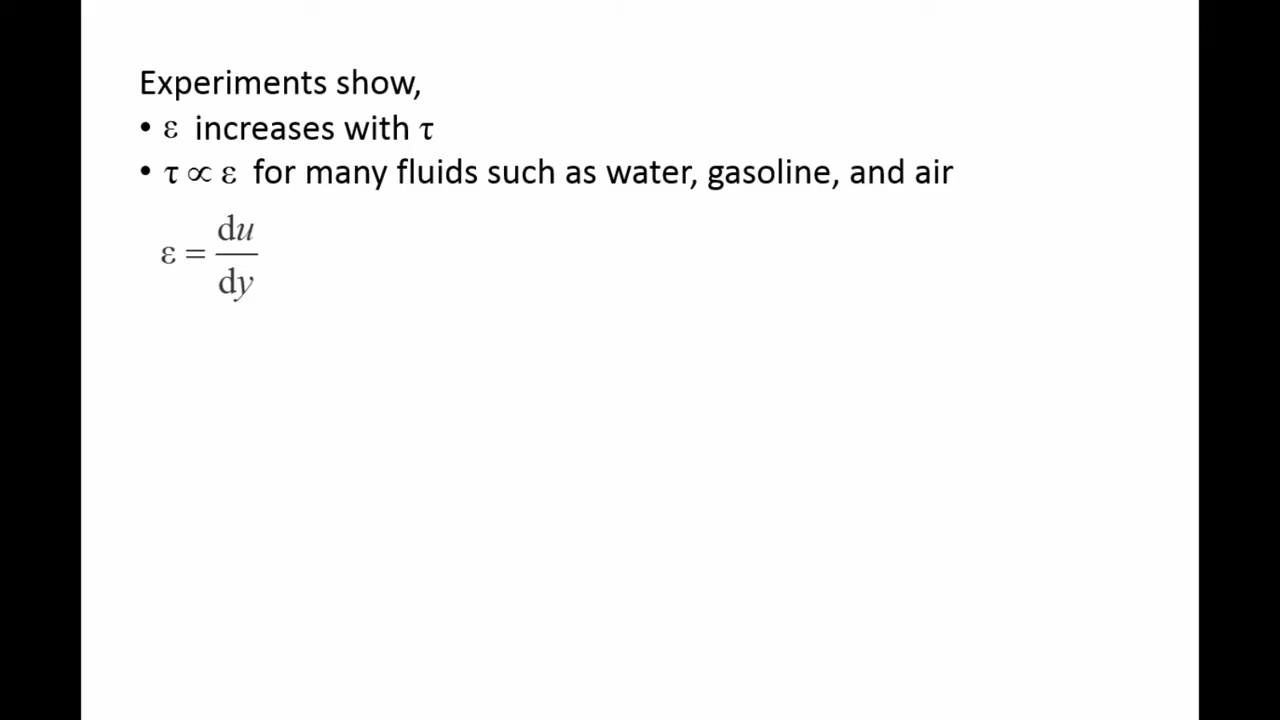 Experiments show,
• ε increases with τ
• τ ∝ ε for many fluids such as water, gasoline, and air
ε = du/dy